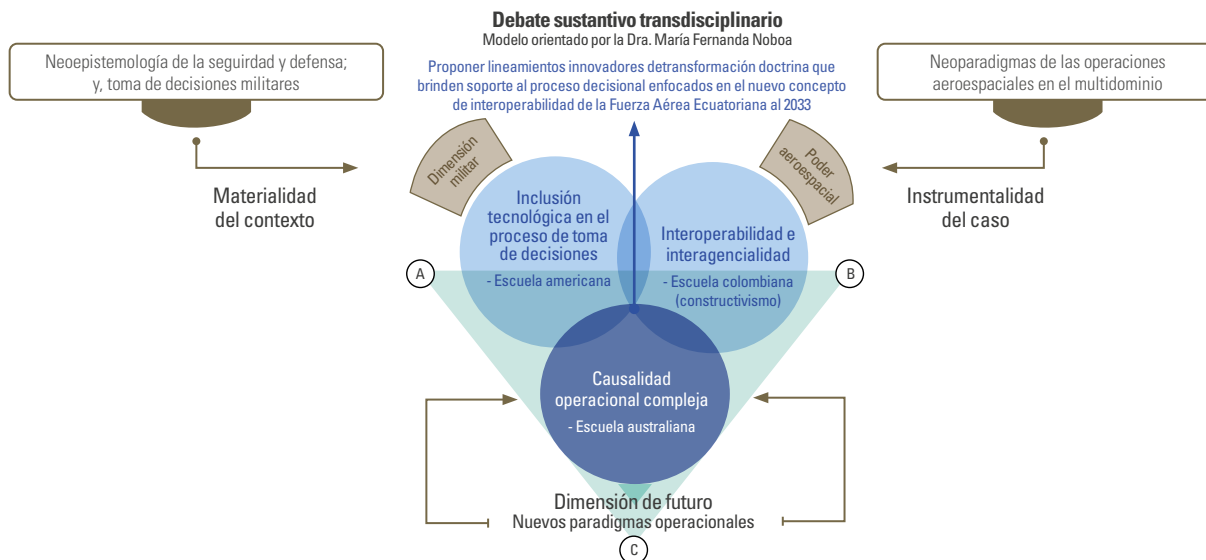 Debate sustantivo transdisciplinario
Modelo orientado por la Dra. María Fernanda Noboa
Proponer lineamientos innovadores detransformación doctrina que
brinden soporte al proceso decisional enfocados en el nuevo concepto
de interoperabilidad de la Fuerza Aérea Ecuatoriana al 2033
Neoepistemología de la seguirdad y defensa;
y, toma de decisiones militares
Neoparadigmas de las operaciones
aeroespaciales en el multidominio
Dimensión
militar
Poder
aeroespacial
Materialidad
del contexto
Instrumentalidad
del caso
Inclusión
tecnológica en el
proceso de toma
de decisiones
- Escuela americana
Interoperabilidad e
interagencialidad
- Escuela colombiana
(constructivismo)
A
B
Causalidad
operacional compleja
- Escuela australiana
Dimensión de futuro
Nuevos paradigmas operacionales
C